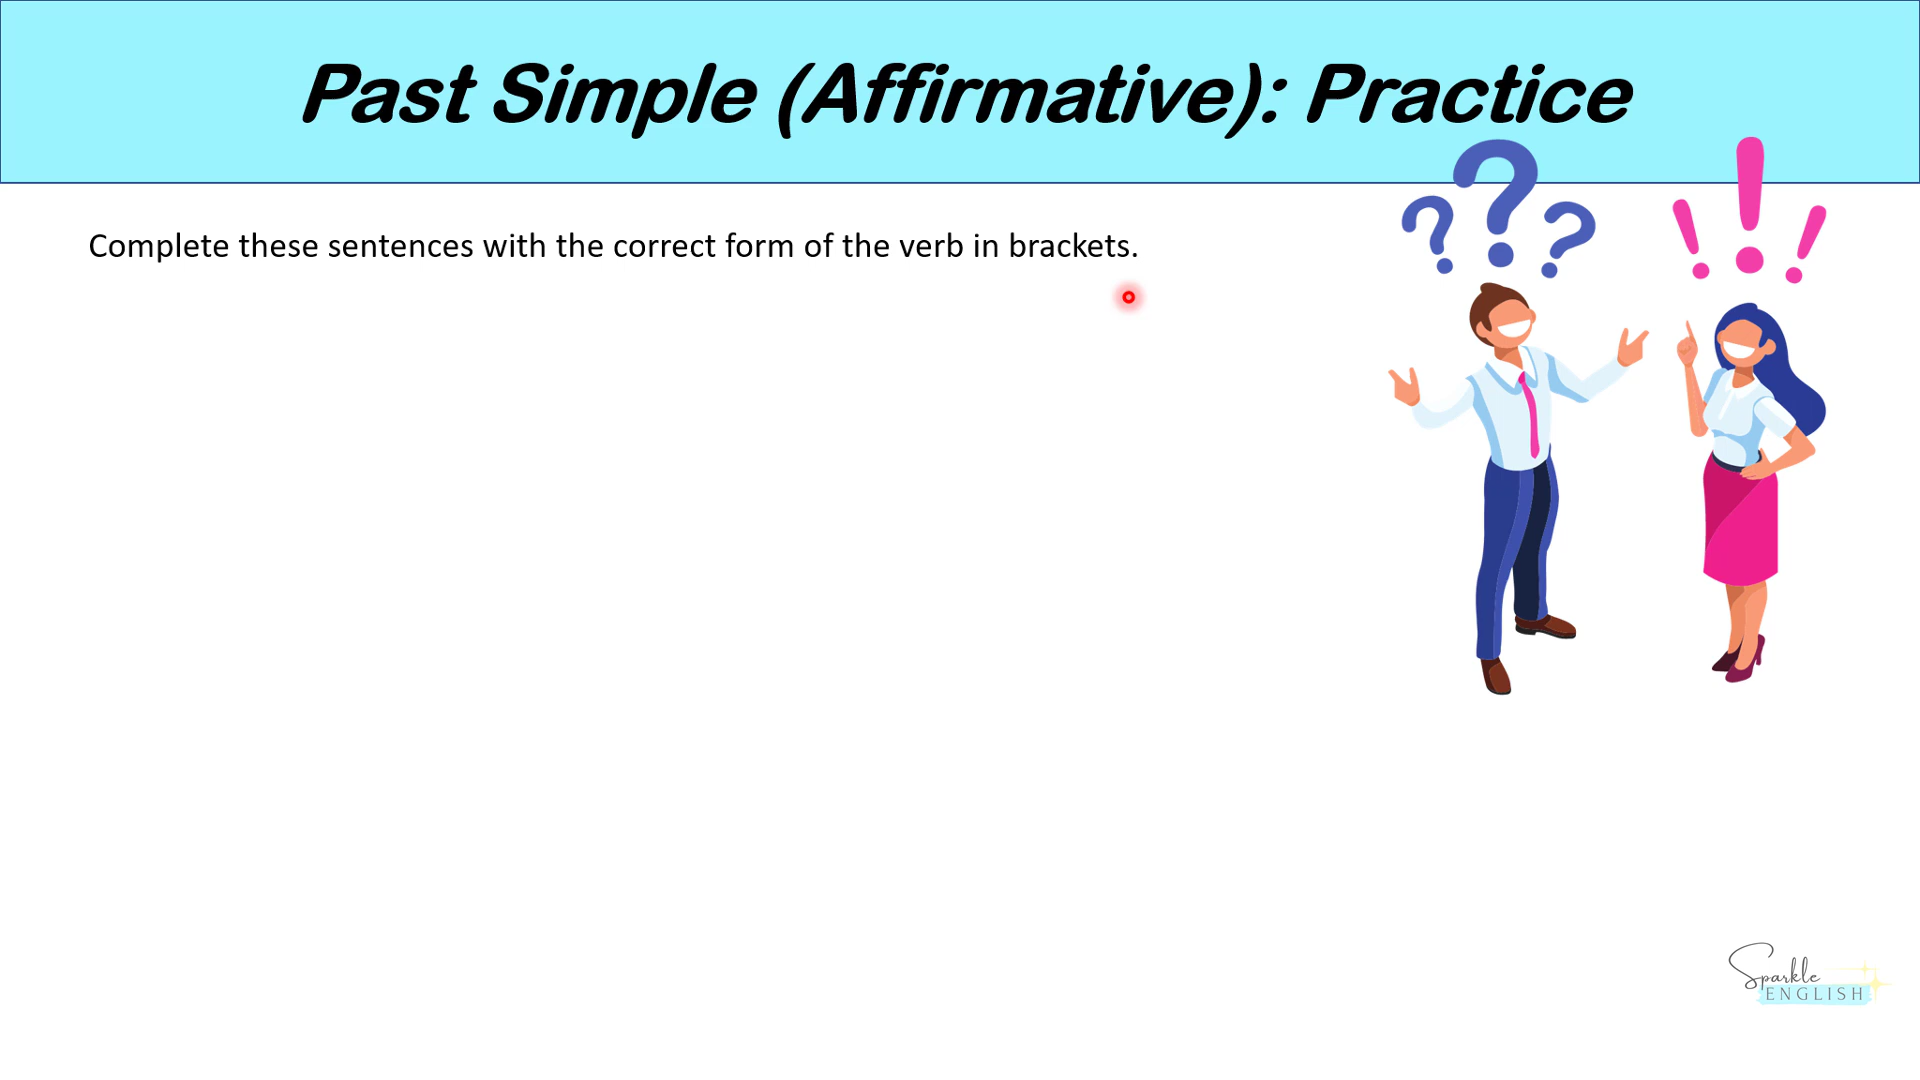 Past Simple (Affirmative): Practice
Complete these sentences with the correct form of the verb in brackets.
Sparkle
ENGLISH